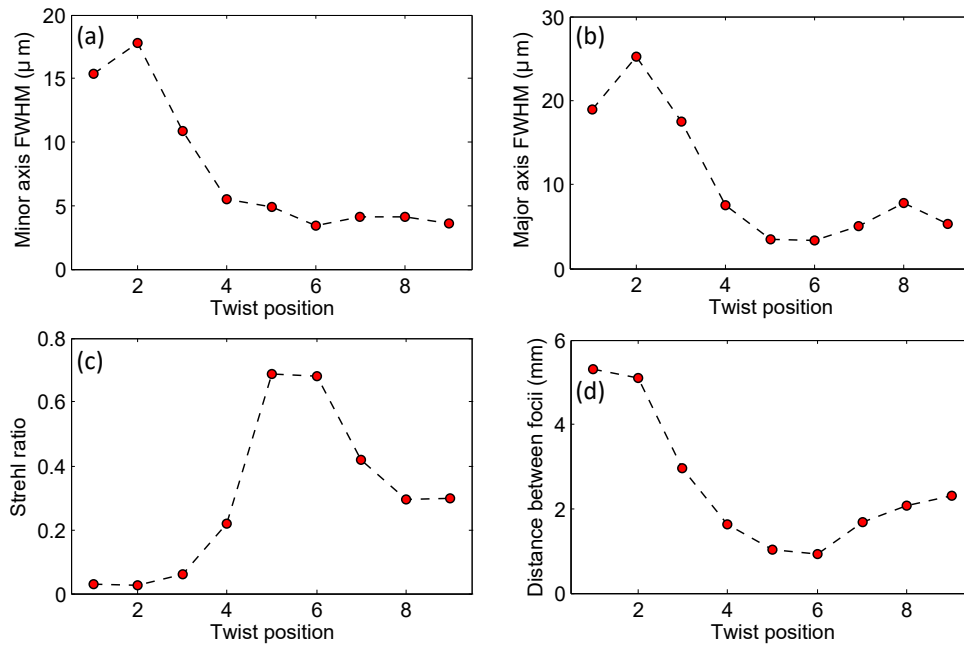 (a)
Minor axis FWHM (µm)
20
15
10
5
0
2 4 6 8
Twist position
(b)
Major axis FWHM (µm)
30
20
10
0
2 4 6 8
Twist position
(c)
Strehl ratio
0.8
0.6
0.4
0.2
0
2 4 6 8
Twist position
(d)
Distance between focii (mm)
6
4
2
0
2 4 6 8
Twist position